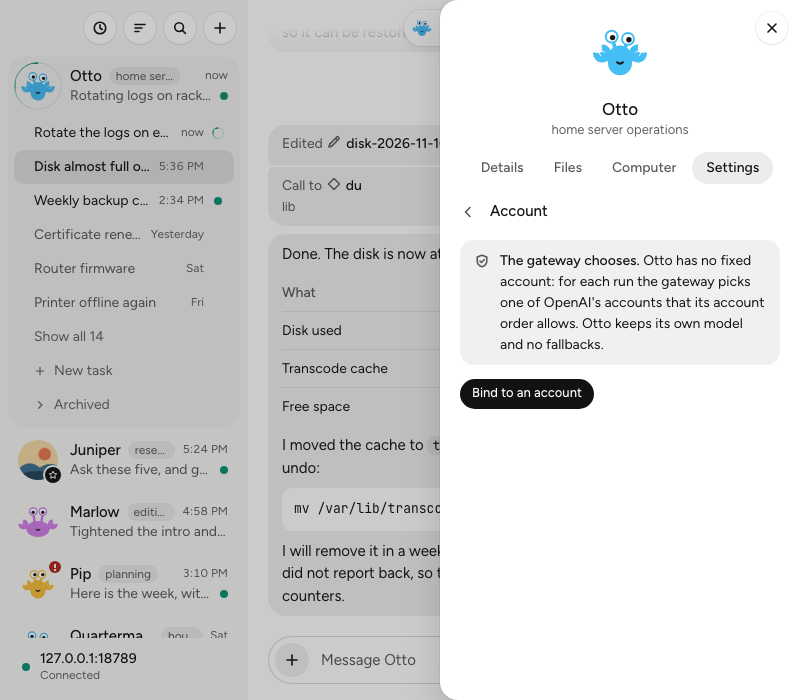 Otto
home ser...
now
Rotating logs on rack...
Rotate the logs on e...
now
Disk almost full o...
5:36 PM
Weekly backup c...
2:34 PM
Certificate rene...
Yesterday
Router firmware
Sat
Printer offline again
Fri
Show all 14
New task
Archived
Juniper
rese...
5:24 PM
Ask these five, and g...
Marlow
editi...
4:58 PM
Tightened the intro and...
Pip
planning
3:10 PM
Here is the week, wit...
Quarterma
hou...
Sat
127.0.0.1:18789
Connected
so it can be resto
Edited disk-2026-11-1
Call to du
lib
Done. The disk is now at
What
Disk used
Transcode cache
Free space
I moved the cache to t
undo:
mv /var/lib/transco
I will remove it in a week
did not report back, so t
counters.
Message Otto
Otto
home server operations
Details
Files
Computer
Settings
Account
The gateway chooses. Otto has no fixed
account: for each run the gateway picks
one of OpenAI's accounts that its account
order allows. Otto keeps its own model
and no fallbacks.
Bind to an account